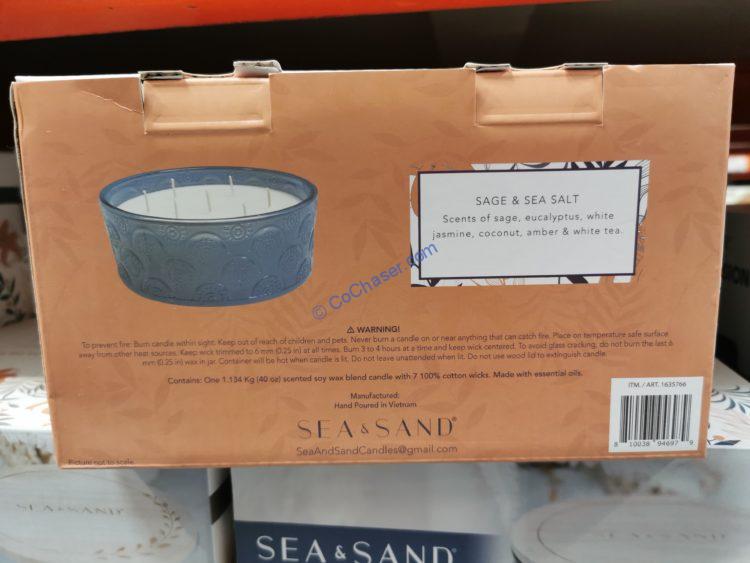 SAGE & SEA SALT
Scents of sage, eucalyptus, white
jasmine, coconut, amber & white tea.
© CoChaser.com
⚠ WARNING!
To prevent fire: Burn candle within sight. Keep out of reach of children and pets. Never burn a candle on or near anything that can catch fire. Place on temperature safe surface
away from other heat sources. Keep wick trimmed to 6 mm (0.25 in) at all times. Burn 3 to 4 hours at a time and keep wick centered. To avoid glass cracking, do not burn the last 6
mm (0.25 in) wax in jar. Container will be hot when candle is lit. Do not leave unattended when lit. Do not use wood lid to extinguish candle.
Contains: One 1.134 Kg (40 oz) scented soy wax blend candle with 7 100% cotton wicks. Made with essential oils.
Manufactured:
Hand Poured in Vietnam
SEA & SAND®
SeaAndSandCandles@gmail.com
Picture not to scale.
ITM. / ART. 1635766
8 10038 94697 9
SEA & SAND®
SEA & SAND
SEA & SAND